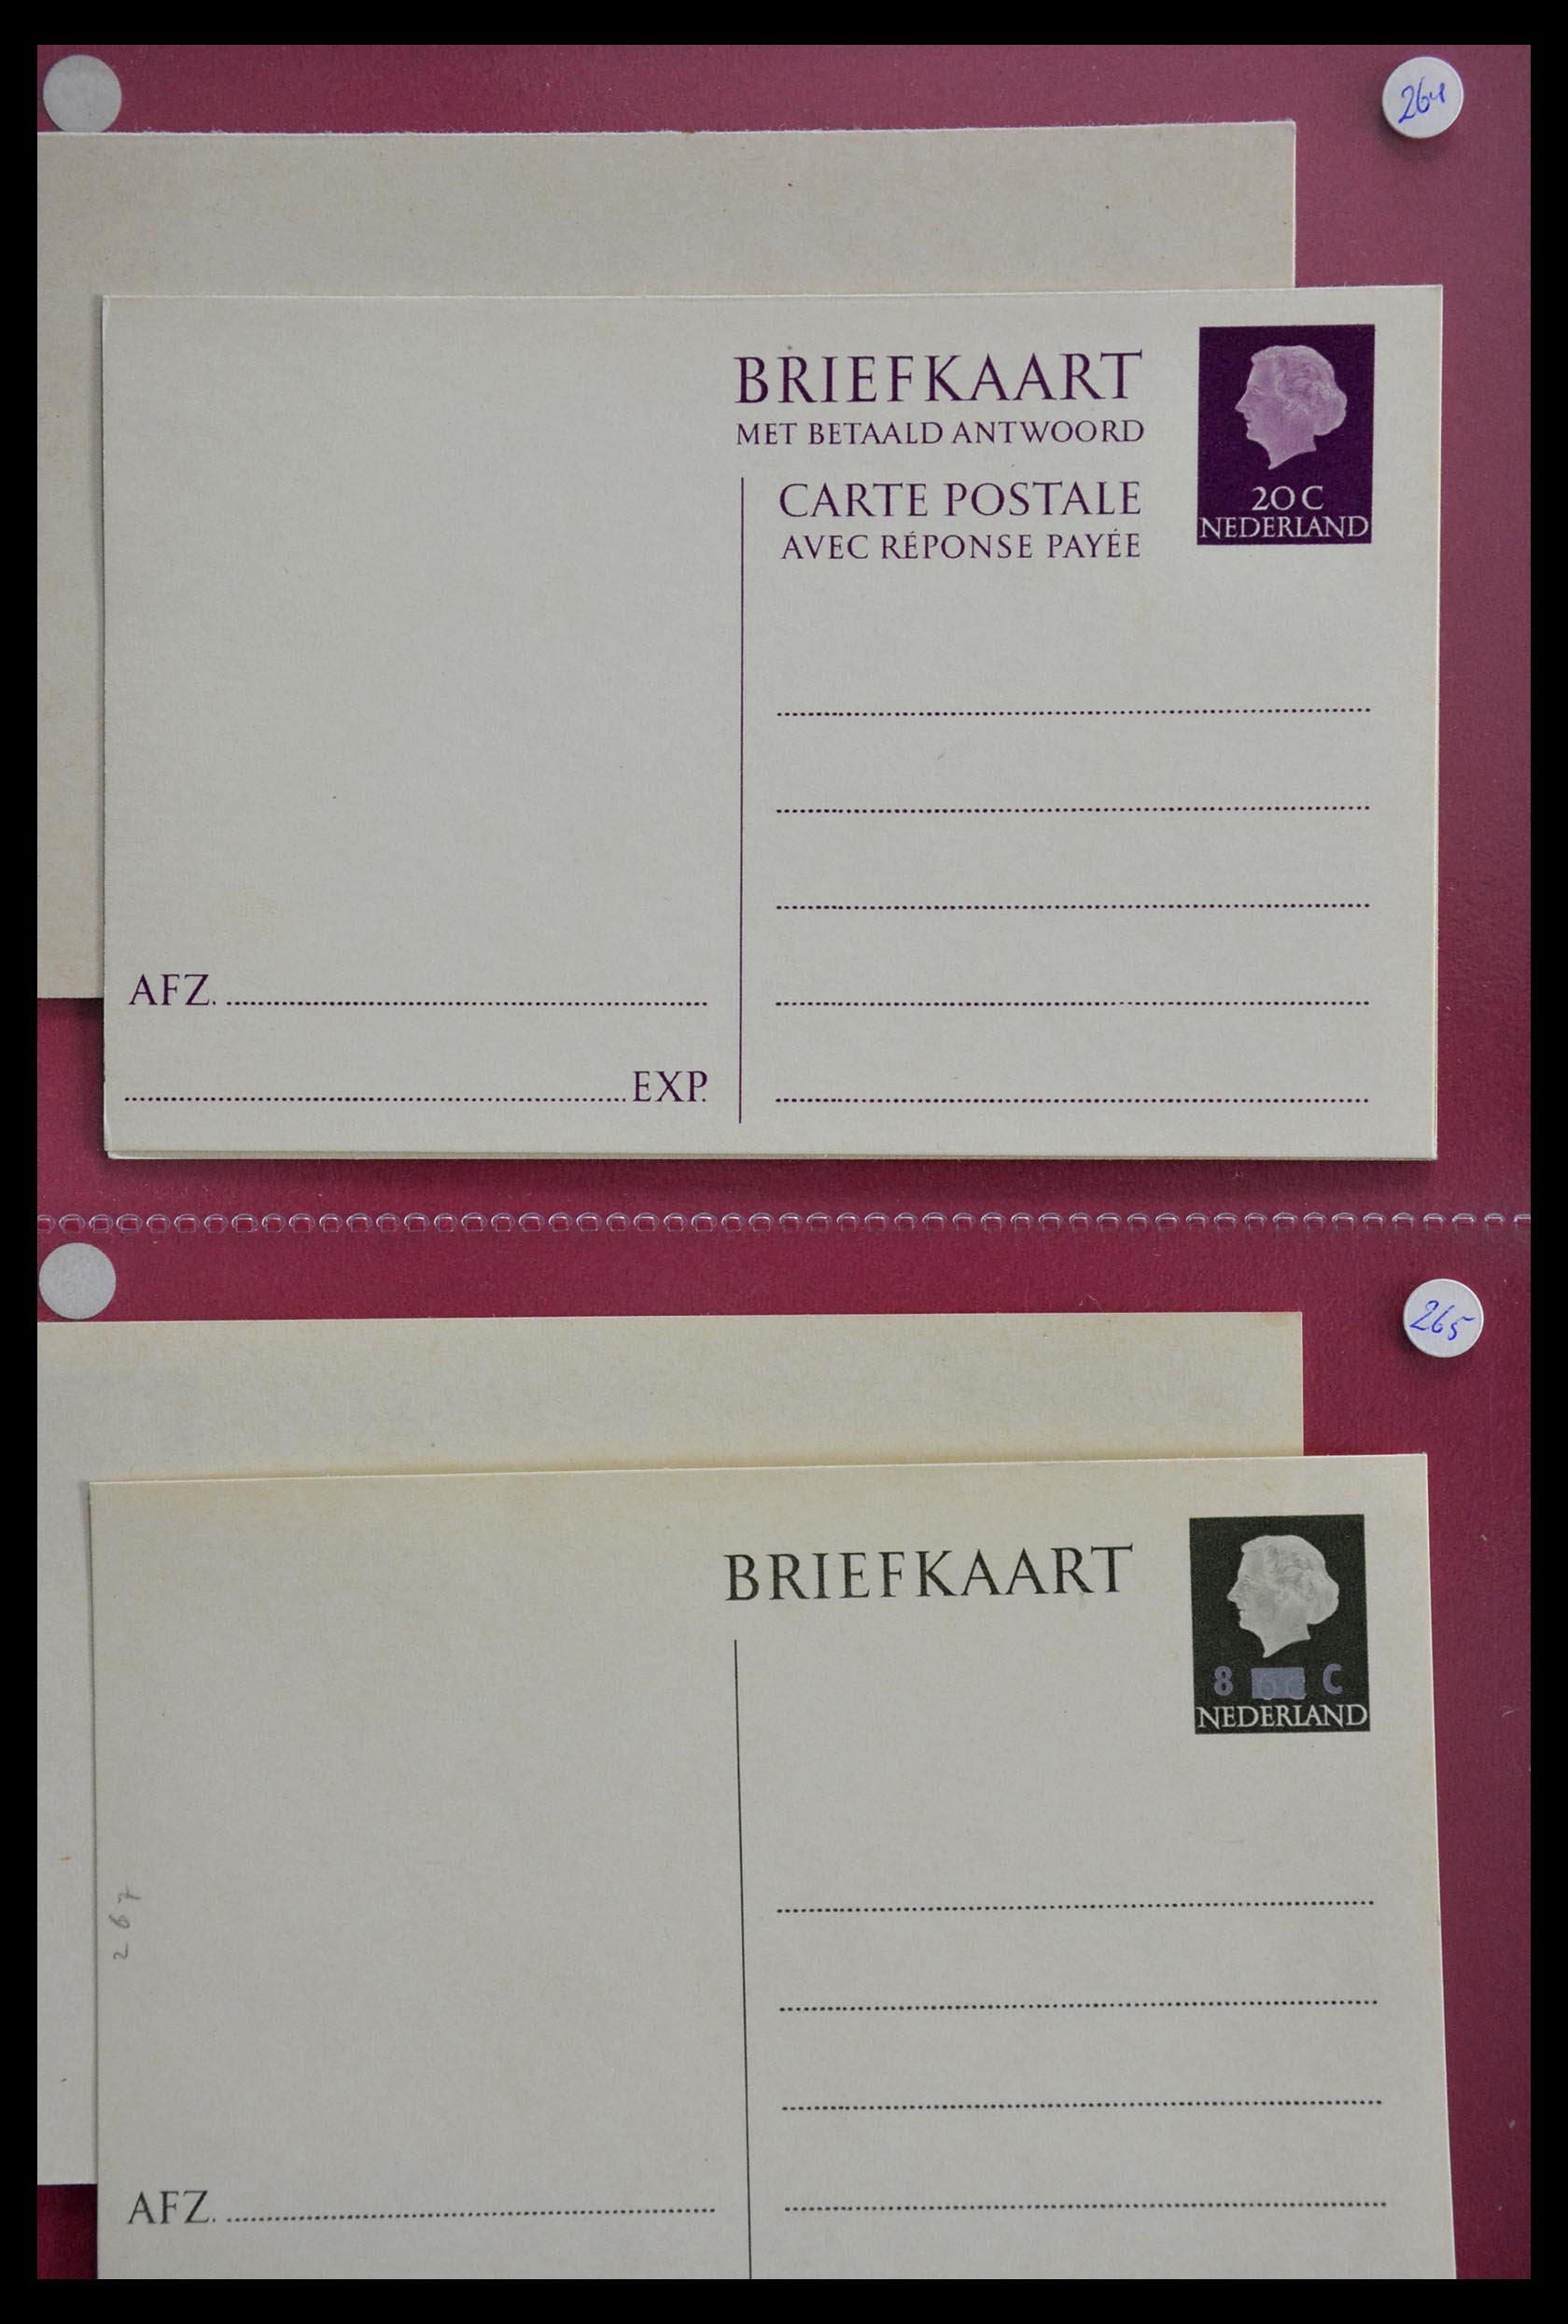 264
BRIEFKAART
MET BETAALD ANTWOORD
CARTE POSTALE
AVEC RÉPONSE PAYÉE
20 C
NEDERLAND
AFZ.
EXP.
265
BRIEFKAART
8 C
NEDERLAND
267
AFZ.